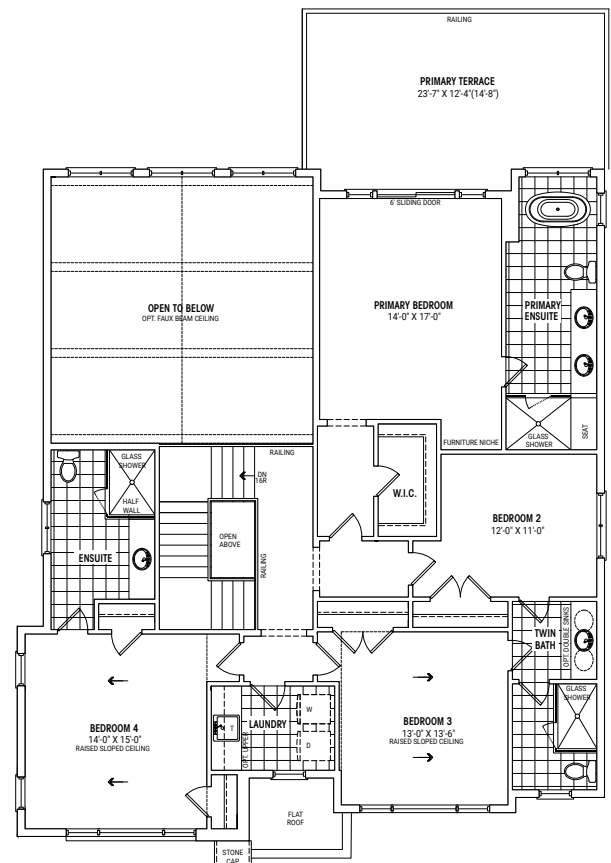 RAILING
PRIMARY TERRACE
23'-7" X 12'-4"(14'-8")
6' SLIDING DOOR
OPEN TO BELOW
OPT. FAUX BEAM CEILING
PRIMARY BEDROOM
14'-0" X 17'-0"
PRIMARY
ENSUITE
FURNITURE NICHE
GLASS
SHOWER
SEAT
GLASS
SHOWER
HALF
WALL
RAILING
DN
16R
W.I.C.
BEDROOM 2
12'-0" X 11'-0"
ENSUITE
OPEN
ABOVE
RAILING
TWIN
BATH
OPT. DOUBLE SINKS
BEDROOM 4
14'-0" X 15'-0"
RAISED SLOPED CEILING
LAUNDRY
W
T
D
OPT. UPPER
BEDROOM 3
13'-0" X 13'-6"
RAISED SLOPED CEILING
GLASS
SHOWER
FLAT
ROOF
STONE
CAP